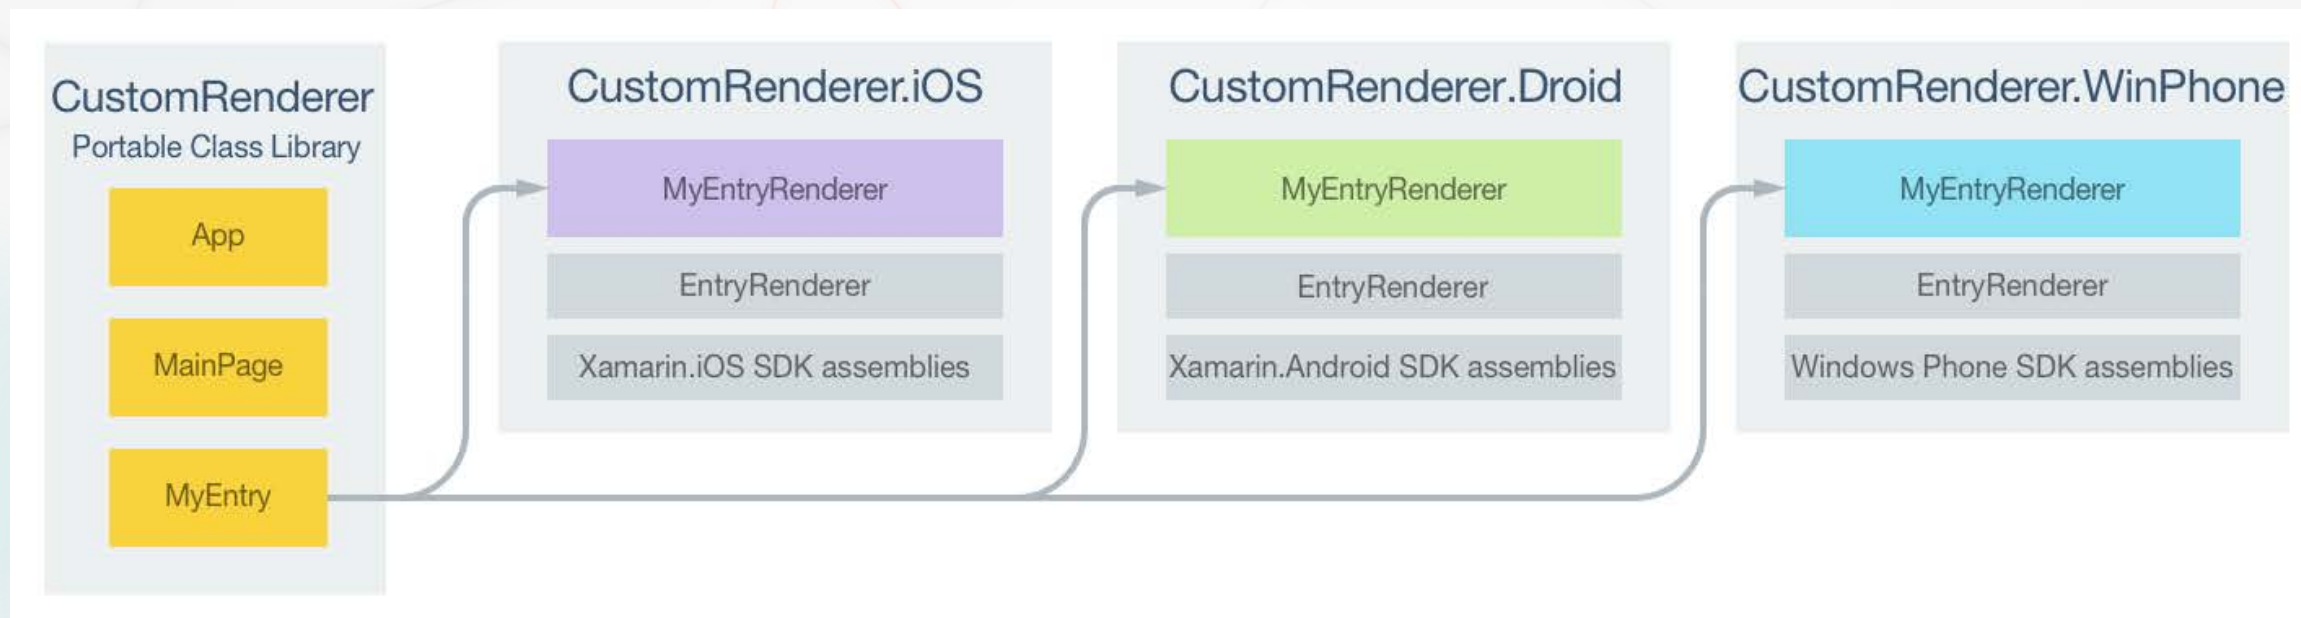 CustomRenderer
Portable Class Library
App
MainPage
MyEntry
CustomRenderer.iOS
MyEntryRenderer
EntryRenderer
Xamarin.iOS SDK assemblies
CustomRenderer.Droid
MyEntryRenderer
EntryRenderer
Xamarin.Android SDK assemblies
CustomRenderer.WinPhone
MyEntryRenderer
EntryRenderer
Windows Phone SDK assemblies